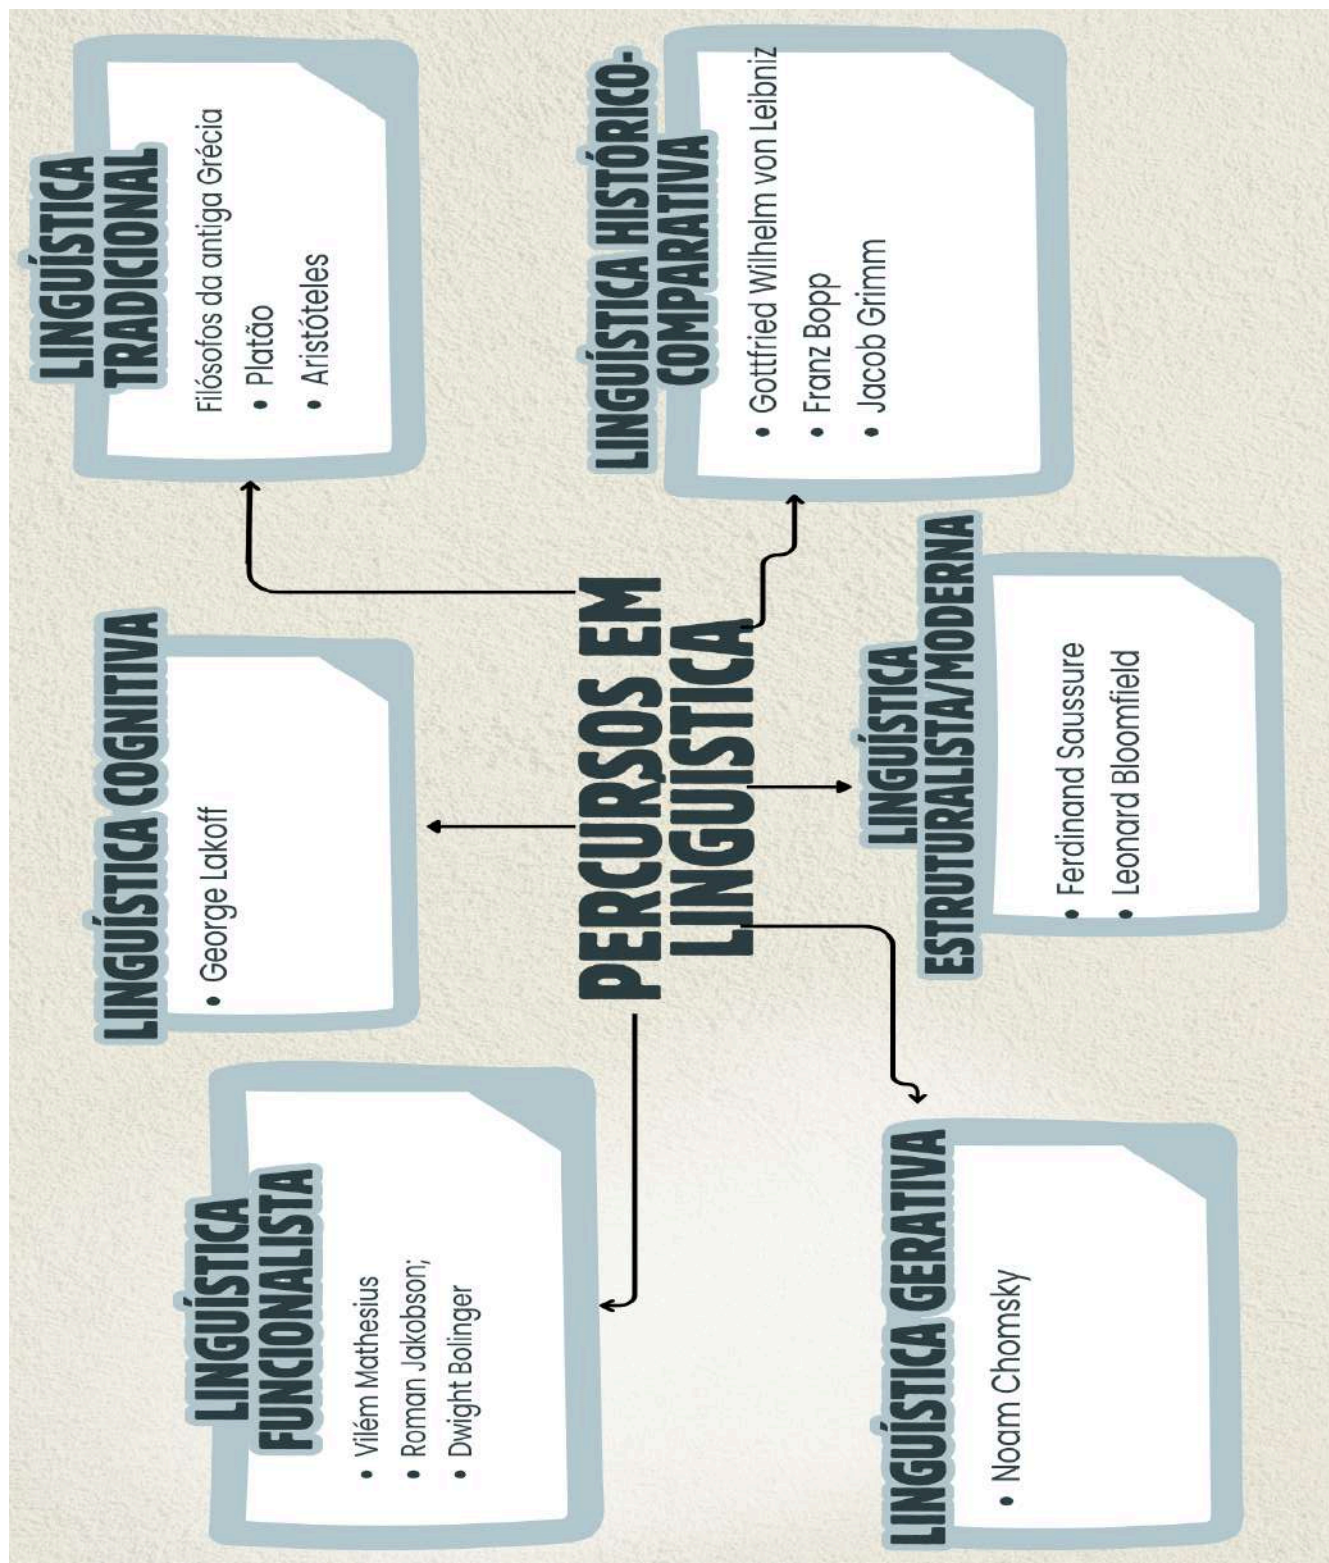 LINGUÍSTICA
FUNCIONALISTA
• Vilém Mathesius
• Roman Jakobson;
• Dwight Bolinger
LINGUÍSTICA COGNITIVA
• George Lakoff
LINGUÍSTICA
TRADICIONAL
Filósofos da antiga Grécia
• Platão
• Aristóteles
PERCURSOS EM
LINGUÍSTICA
LINGUÍSTICA GERATIVA
• Noam Chomsky
LINGUÍSTICA
ESTRUTURALISTA/MODERNA
• Ferdinand Saussure
• Leonard Bloomfield
LINGUÍSTICA HISTÓRICO-
COMPARATIVA
• Gottfried Wilhelm von Leibniz
• Franz Bopp
• Jacob Grimm